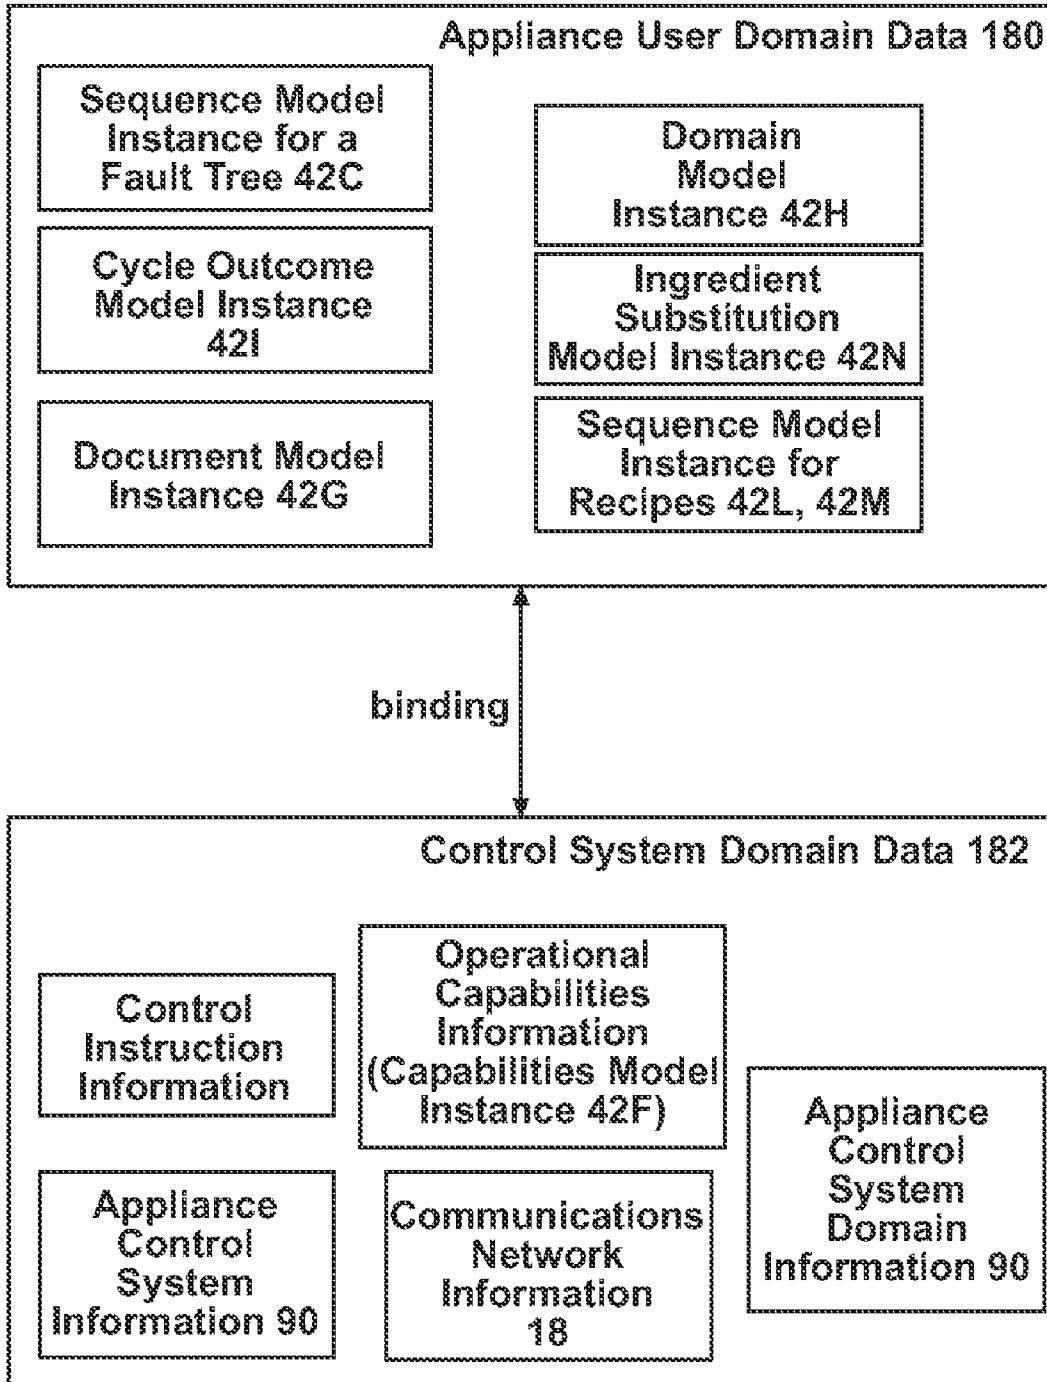 Appliance User Domain Data 180
Sequence Model
Instance for a
Fault Tree 42C
Domain
Model
Instance 42H
Cycle Outcome
Model Instance
42I
Ingredient
Substitution
Model Instance 42N
Document Model
Instance 42G
Sequence Model
Instance for
Recipes 42L, 42M
binding
Control System Domain Data 182
Control
Instruction
Information
Operational
Capabilities
Information
(Capabilities Model
Instance 42F)
Appliance
Control
System
Domain
Information 90
Appliance
Control
System
Information 90
Communications
Network
Information
18